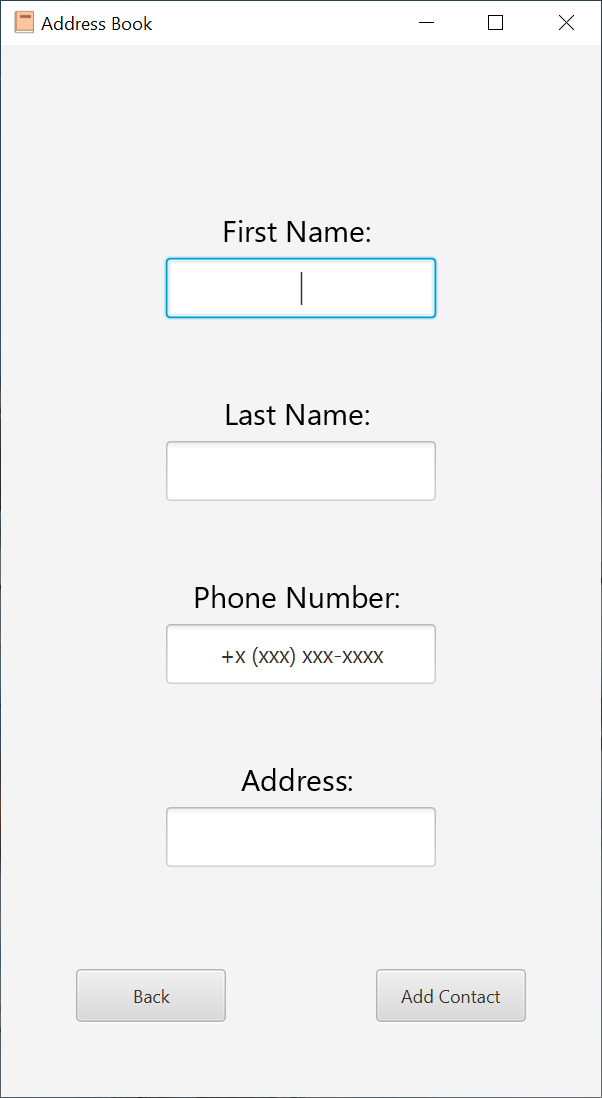 Address Book
First Name:
Last Name:
Phone Number:
+x (xxx) xxx-xxxx
Address:
Back
Add Contact